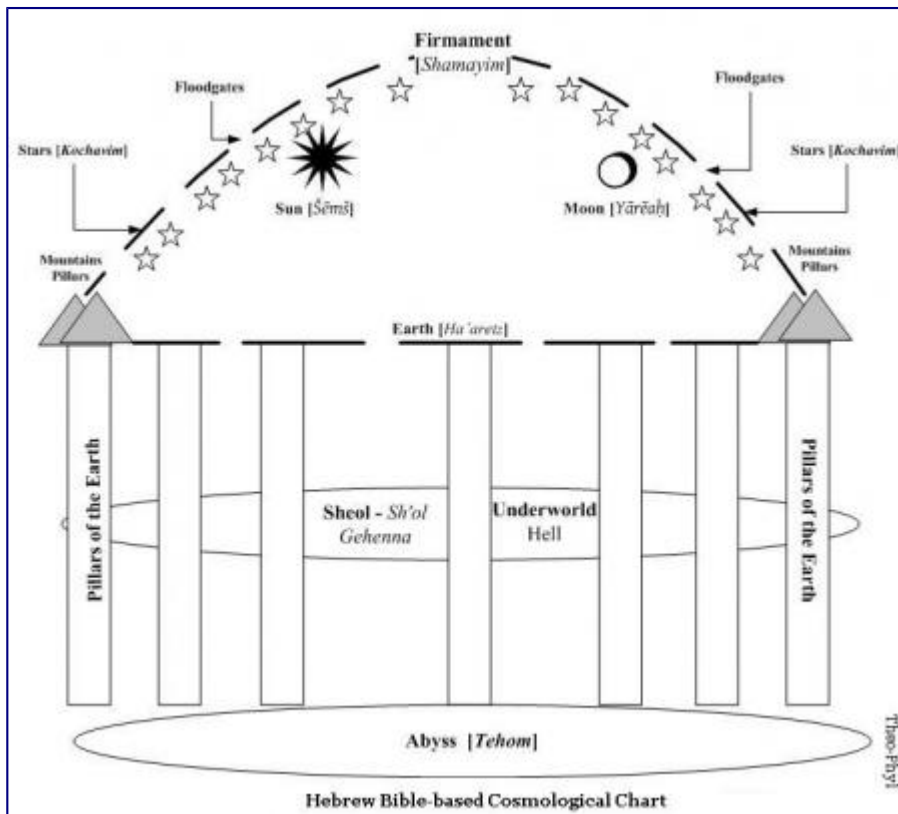 Firmament
[Shamayim]
Floodgates
Floodgates
Stars [Kochavim]
Stars [Kochavim]
Sun [Šēmš]
Moon [Yārēaḥ]
Mountains
Pillars
Mountains
Pillars
Earth [Ha'aretz]
Pillars of the Earth
Sheol - Sh'ol
Gehenna
Underworld
Hell
Pillars of the Earth
Abyss [Tehom]
Theo-Phyl
Hebrew Bible-based Cosmological Chart